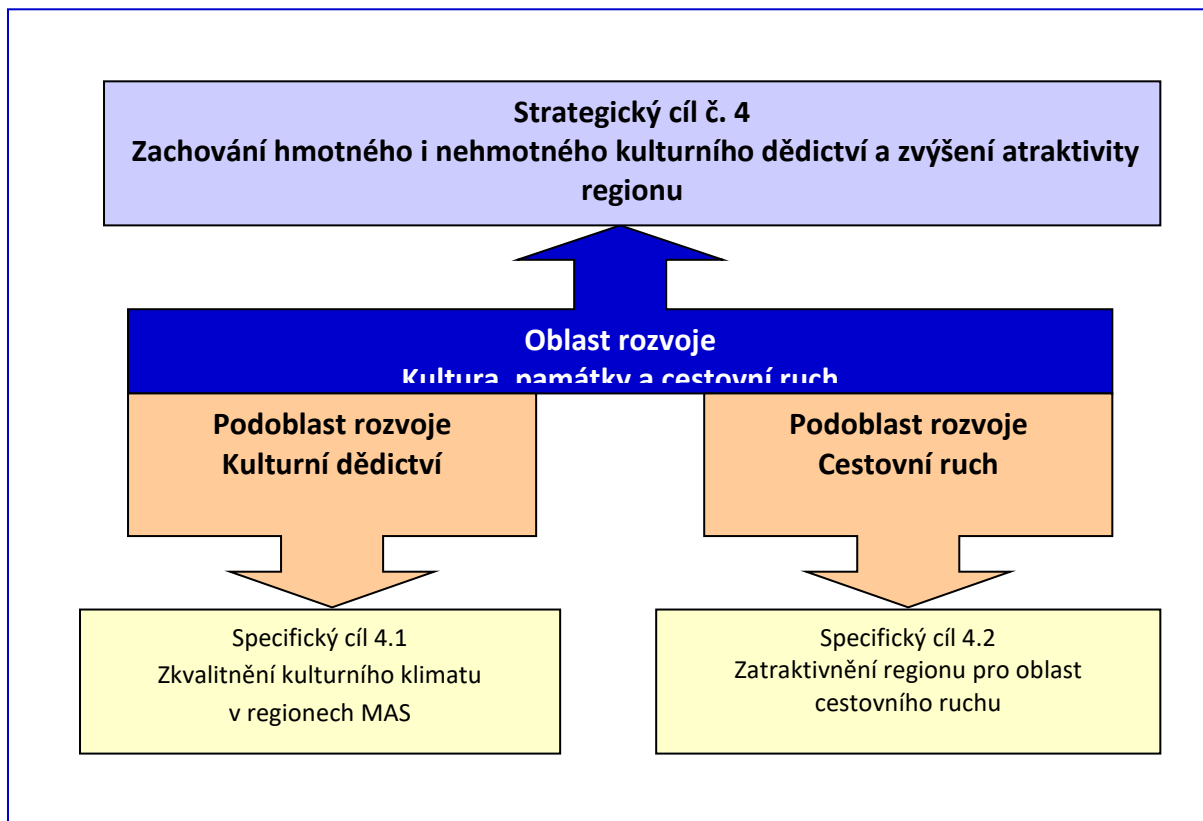 Strategický cíl č. 4
Zachování hmotného i nehmotného kulturního dědictví a zvýšení atraktivity
regionu
Oblast rozvoje
Kultura, památky a cestovní ruch
Podoblast rozvoje
Kulturní dědictví
Podoblast rozvoje
Cestovní ruch
Specifický cíl 4.1
Zkvalitnění kulturního klimatu
v regionech MAS
Specifický cíl 4.2
Zatraktivnění regionu pro oblast
cestovního ruchu